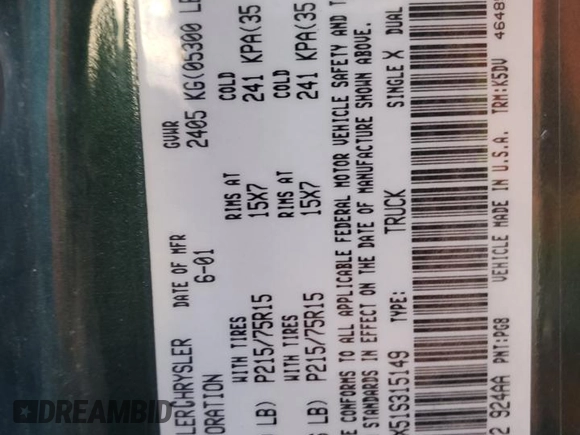 LERCHRYSLER DATE OF MFR GVWR
ORATION 6-01 2405 KG(05300 LB
WITH TIRES RIMS AT COLD
LB) P215/75R15 15X7 241 KPA(35
WITH TIRES RIMS AT COLD
LB) P215/75R15 15X7 241 KPA(35
E CONFORMS TO ALL APPLICABLE FEDERAL MOTOR VEHICLE SAFETY AND T
STANDARDS IN EFFECT ON THE DATE OF MANUFACTURE SHOWN ABOVE.
X51S315149 TYPE: TRUCK SINGLE X DUAL
2 924AA PNT:PG8 VEHICLE MADE IN U.S.A. TRM:K5DV 4648
DREAMBID